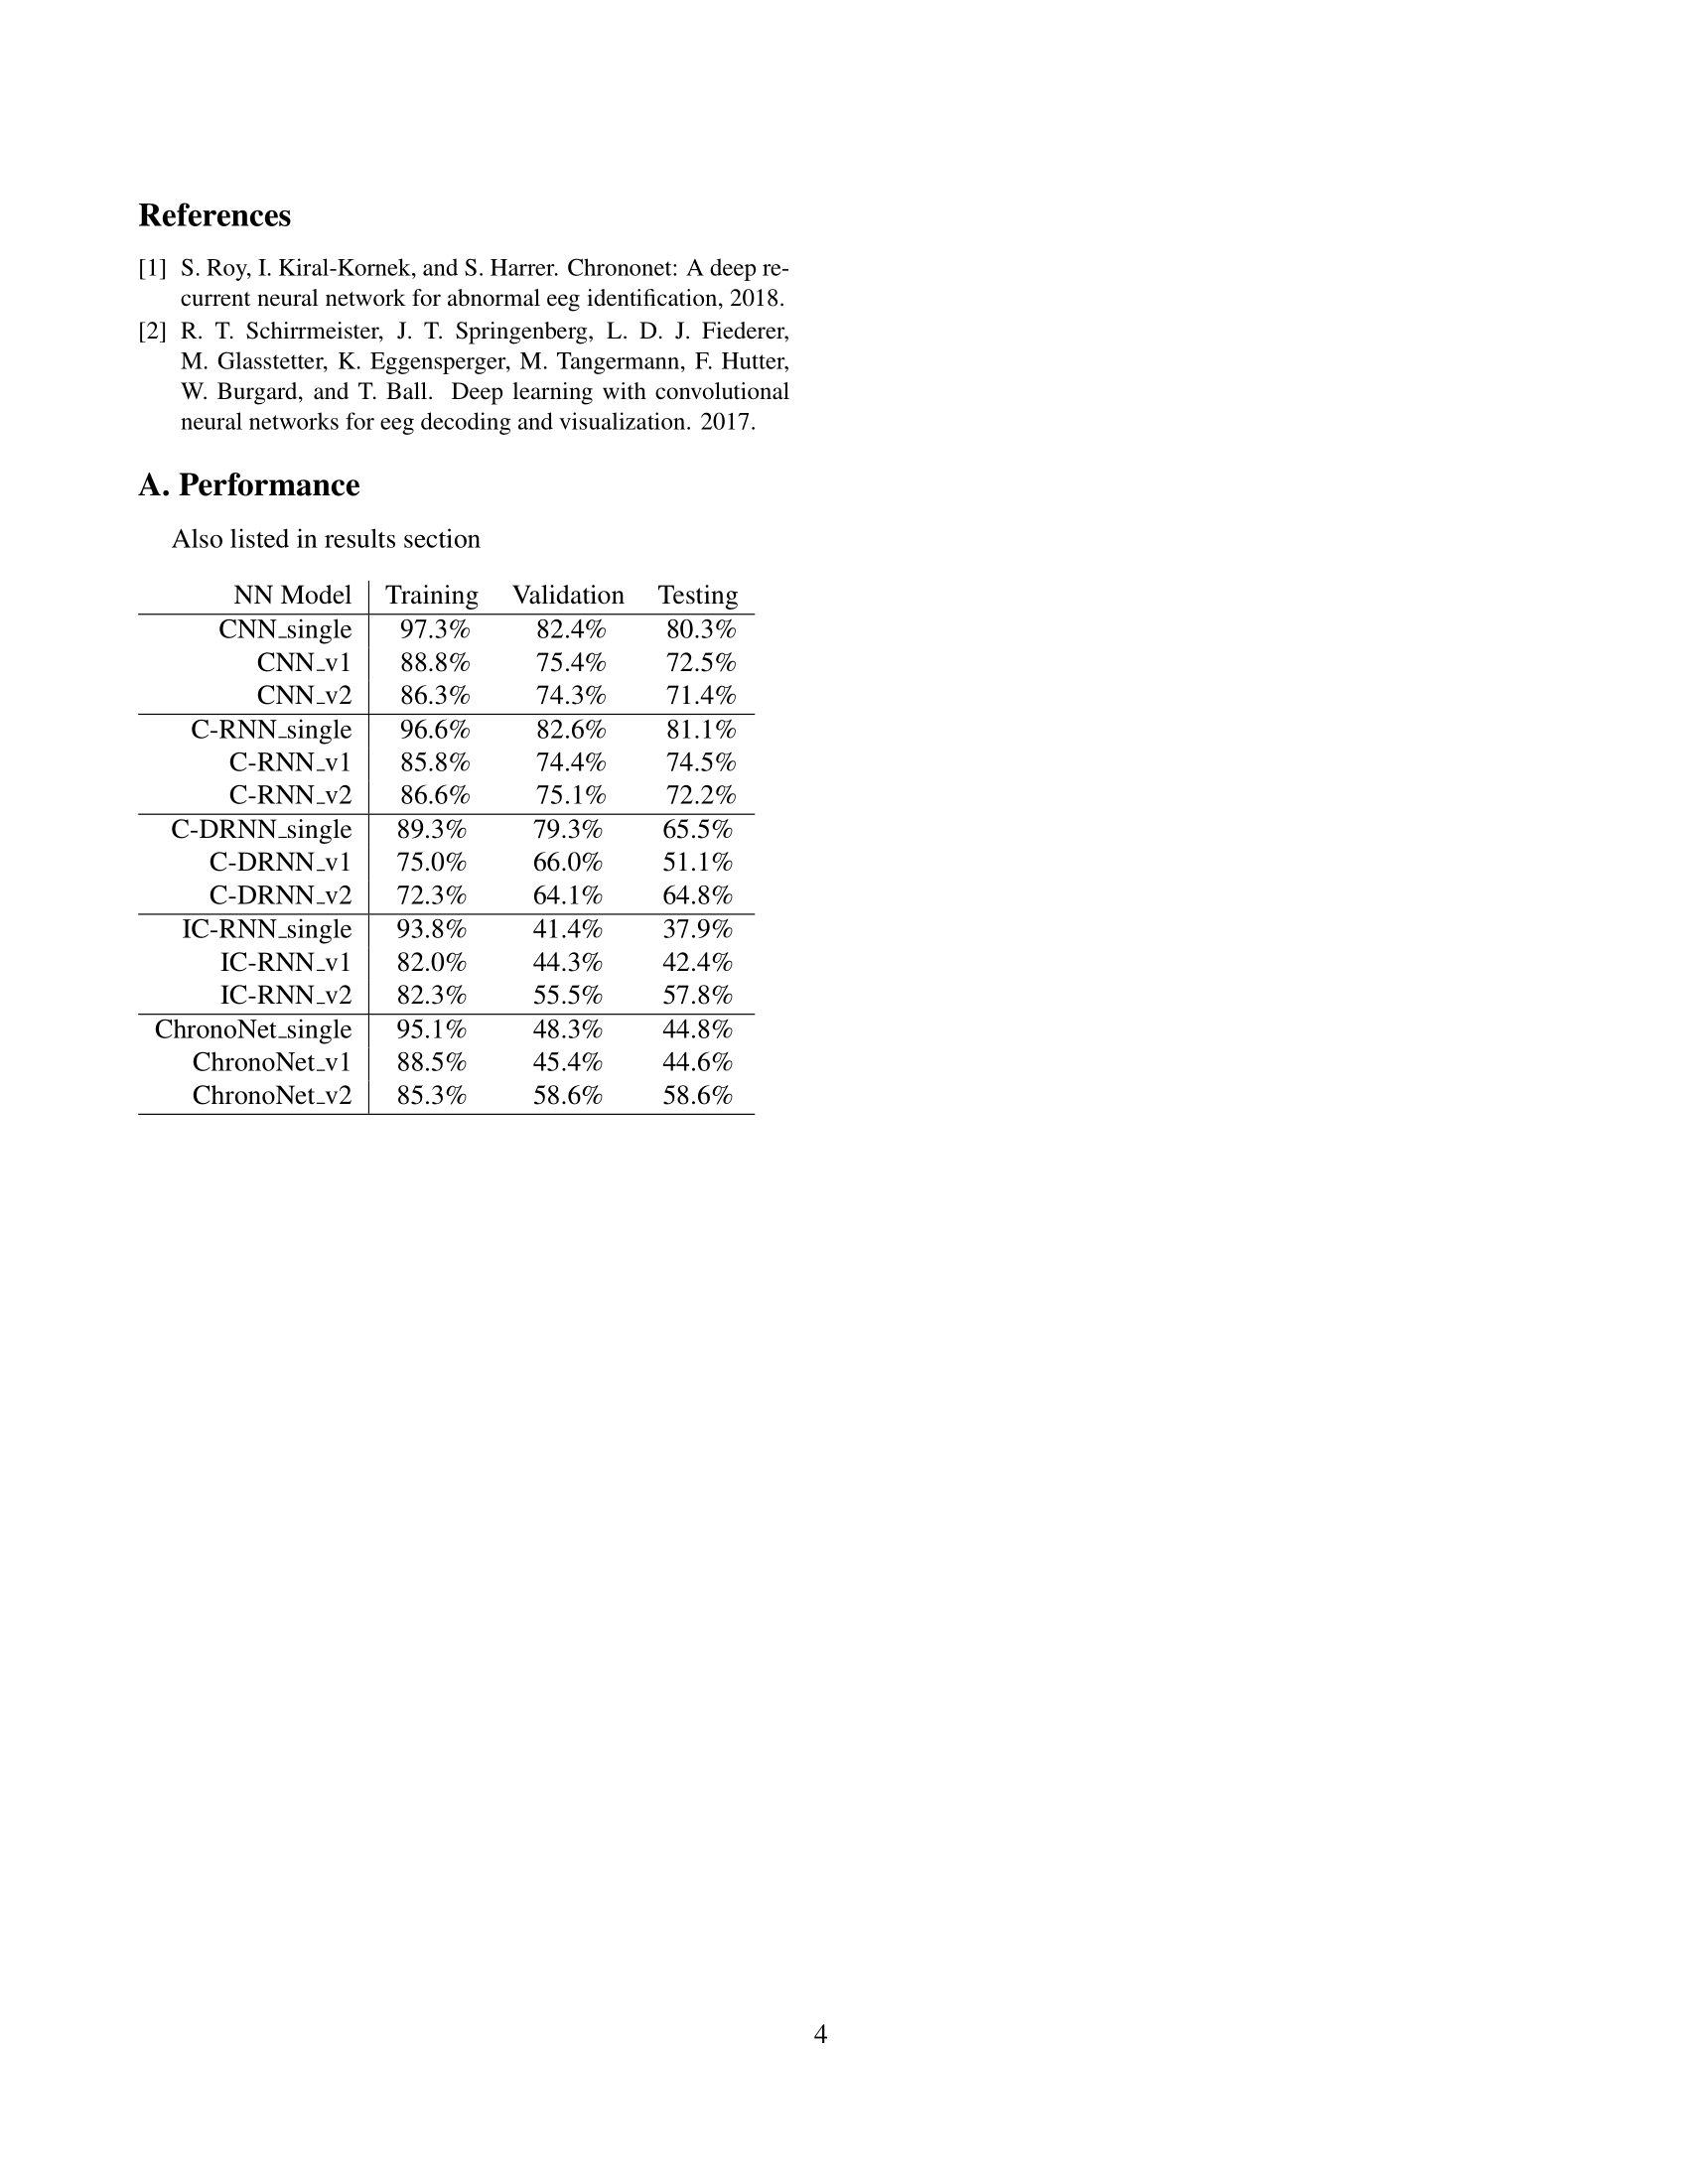 References
[1] S. Roy, I. Kiral-Kornek, and S. Harrer. Chrononet: A deep re-
current neural network for abnormal eeg identification, 2018.
[2] R. T. Schirrmeister, J. T. Springenberg, L. D. J. Fiederer,
M. Glasstetter, K. Eggensperger, M. Tangermann, F. Hutter,
W. Burgard, and T. Ball. Deep learning with convolutional
neural networks for eeg decoding and visualization. 2017.
A. Performance
Also listed in results section
NN Model Training Validation Testing
CNN_single 97.3% 82.4% 80.3%
CNN_v1 88.8% 75.4% 72.5%
CNN_v2 86.3% 74.3% 71.4%
C-RNN_single 96.6% 82.6% 81.1%
C-RNN_v1 85.8% 74.4% 74.5%
C-RNN_v2 86.6% 75.1% 72.2%
C-DRNN_single 89.3% 79.3% 65.5%
C-DRNN_v1 75.0% 66.0% 51.1%
C-DRNN_v2 72.3% 64.1% 64.8%
IC-RNN_single 93.8% 41.4% 37.9%
IC-RNN_v1 82.0% 44.3% 42.4%
IC-RNN_v2 82.3% 55.5% 57.8%
ChronoNet_single 95.1% 48.3% 44.8%
ChronoNet_v1 88.5% 45.4% 44.6%
ChronoNet_v2 85.3% 58.6% 58.6%
4